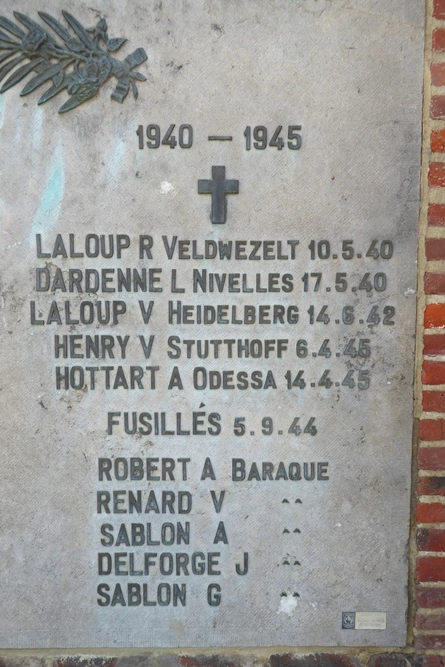 1940 — 1945
LALOUP R VELDWEZELT 10.5.40
DARDENNE L NIVELLES 17.5.40
LALOUP V HEIDELBERG 14.6.42
HENRY V STUTTHOFF 6.4.45
HOTTART A ODESSA 14.4.45
FUSILLÉS 5.9.44
ROBERT A BARAQUE
RENARD V "
SABLON A "
DELFORGE J "
SABLON G "